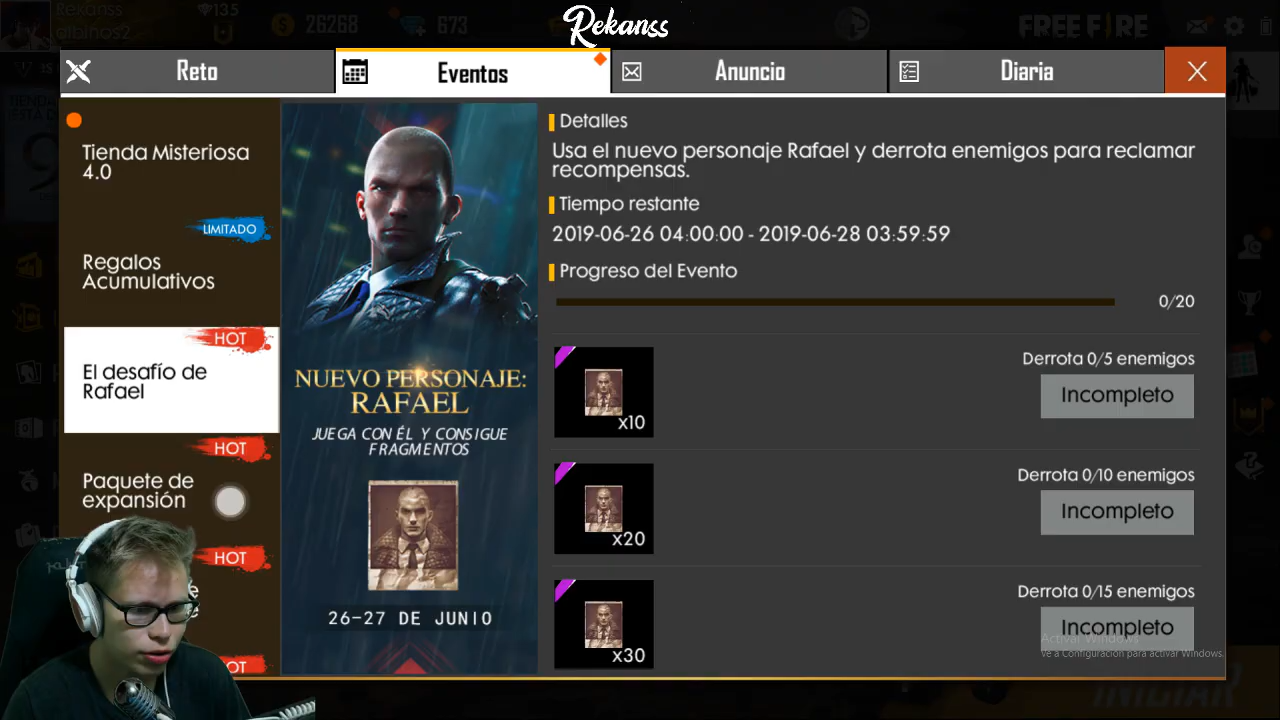 Rekanss
albinos2
135
26268
673
Rekanss
FREE FIRE
Reto
Eventos
Anuncio
Diaria
Tienda Misteriosa
4.0
LIMITADO
Regalos
Acumulativos
HOT
El desafío de
Rafael
HOT
Paquete de
expansión
HOT
NUEVO PERSONAJE:
RAFAEL
JUEGA CON ÉL Y CONSIGUE
FRAGMENTOS
26-27 DE JUNIO
Detalles
Usa el nuevo personaje Rafael y derrota enemigos para reclamar
recompensas.
Tiempo restante
2019-06-26 04:00:00 - 2019-06-28 03:59:59
Progreso del Evento
0/20
x10
Derrota 0/5 enemigos
Incompleto
x20
Derrota 0/10 enemigos
Incompleto
x30
Derrota 0/15 enemigos
Incompleto
Activar Windows
Ve a Configuración para activar Windows.
INICIAR